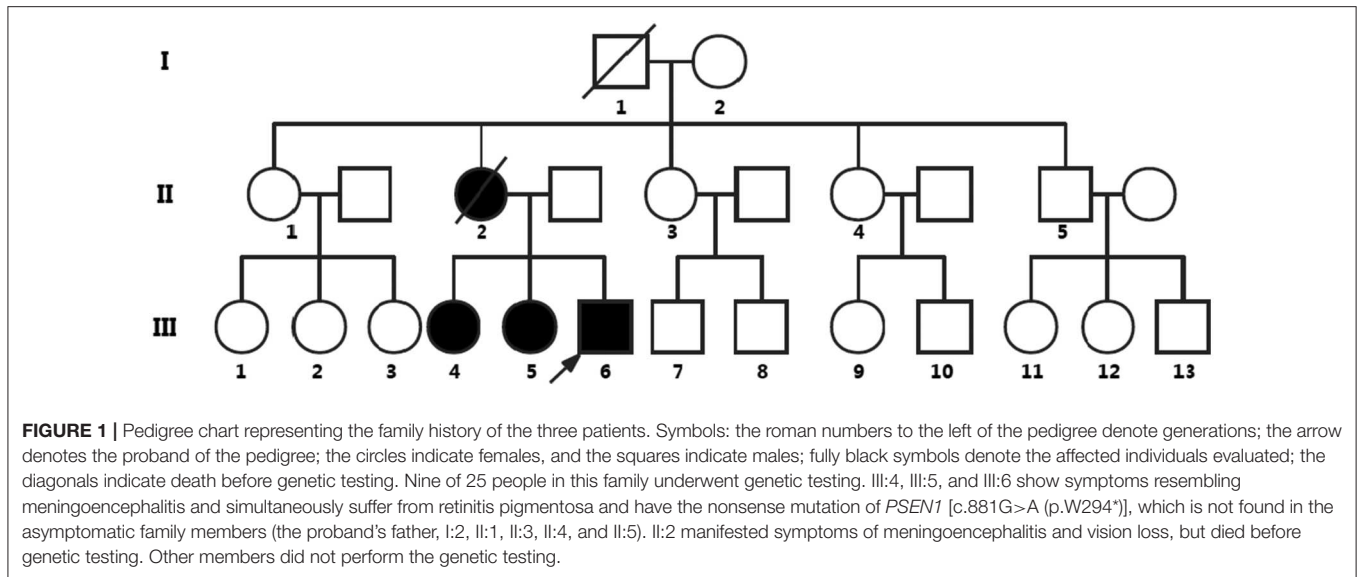 I
1
2
II
1
2
3
4
5
III
1
2
3
4
5
6
7
8
9
10
11
12
13
FIGURE 1 | Pedigree chart representing the family history of the three patients. Symbols: the roman numbers to the left of the pedigree denote generations; the arrow
denotes the proband of the pedigree; the circles indicate females, and the squares indicate males; fully black symbols denote the affected individuals evaluated; the
diagonals indicate death before genetic testing. Nine of 25 people in this family underwent genetic testing. III:4, III:5, and III:6 show symptoms resembling
meningoencephalitis and simultaneously suffer from retinitis pigmentosa and have the nonsense mutation of PSEN1 [c.881G>A (p.W294*)], which is not found in the
asymptomatic family members (the proband's father, I:2, II:1, II:3, II:4, and II:5). II:2 manifested symptoms of meningoencephalitis and vision loss, but died before
genetic testing. Other members did not perform the genetic testing.